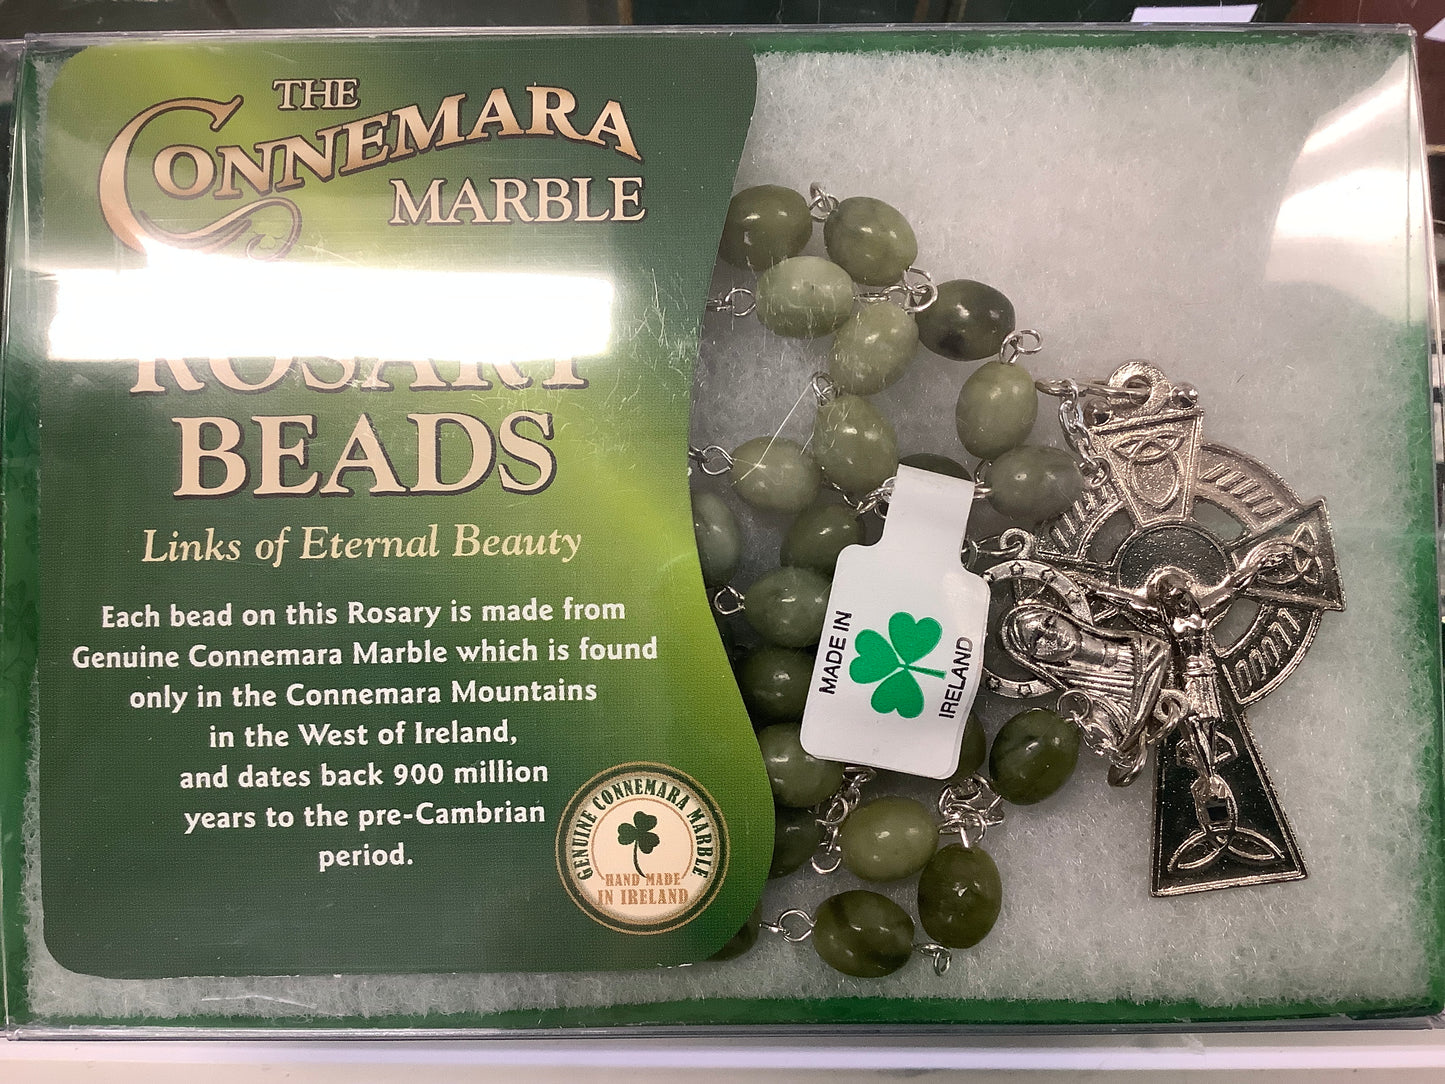 THE
CONNEMARA
MARBLE
ROSARY
BEADS
Links of Eternal Beauty
Each bead on this Rosary is made from
Genuine Connemara Marble which is found
only in the Connemara Mountains
in the West of Ireland,
and dates back 900 million
years to the pre-Cambrian
period.
GENUINE CONNEMARA MARBLE
HAND MADE
IN IRELAND
MADE IN
IRELAND